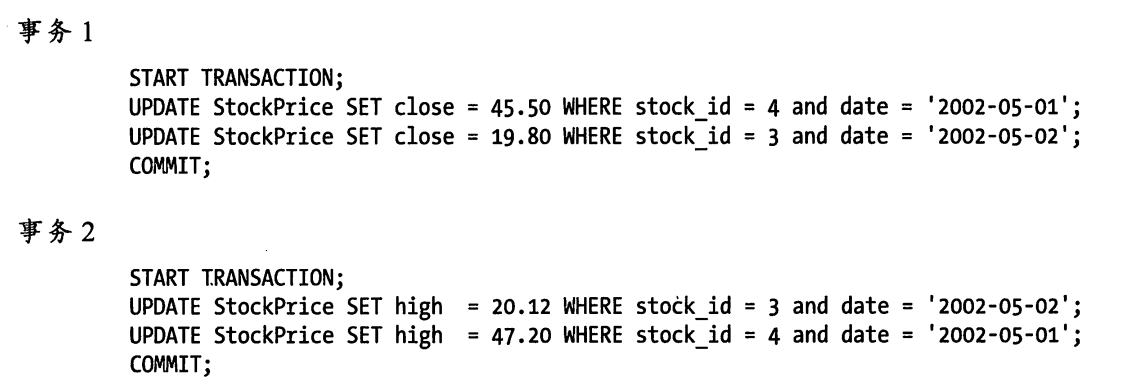 事务 1
START TRANSACTION;
UPDATE StockPrice SET close = 45.50 WHERE stock_id = 4 and date = '2002-05-01';
UPDATE StockPrice SET close = 19.80 WHERE stock_id = 3 and date = '2002-05-02';
COMMIT;
事务 2
START TRANSACTION;
UPDATE StockPrice SET high  = 20.12 WHERE stock_id = 3 and date = '2002-05-02';
UPDATE StockPrice SET high  = 47.20 WHERE stock_id = 4 and date = '2002-05-01';
COMMIT;